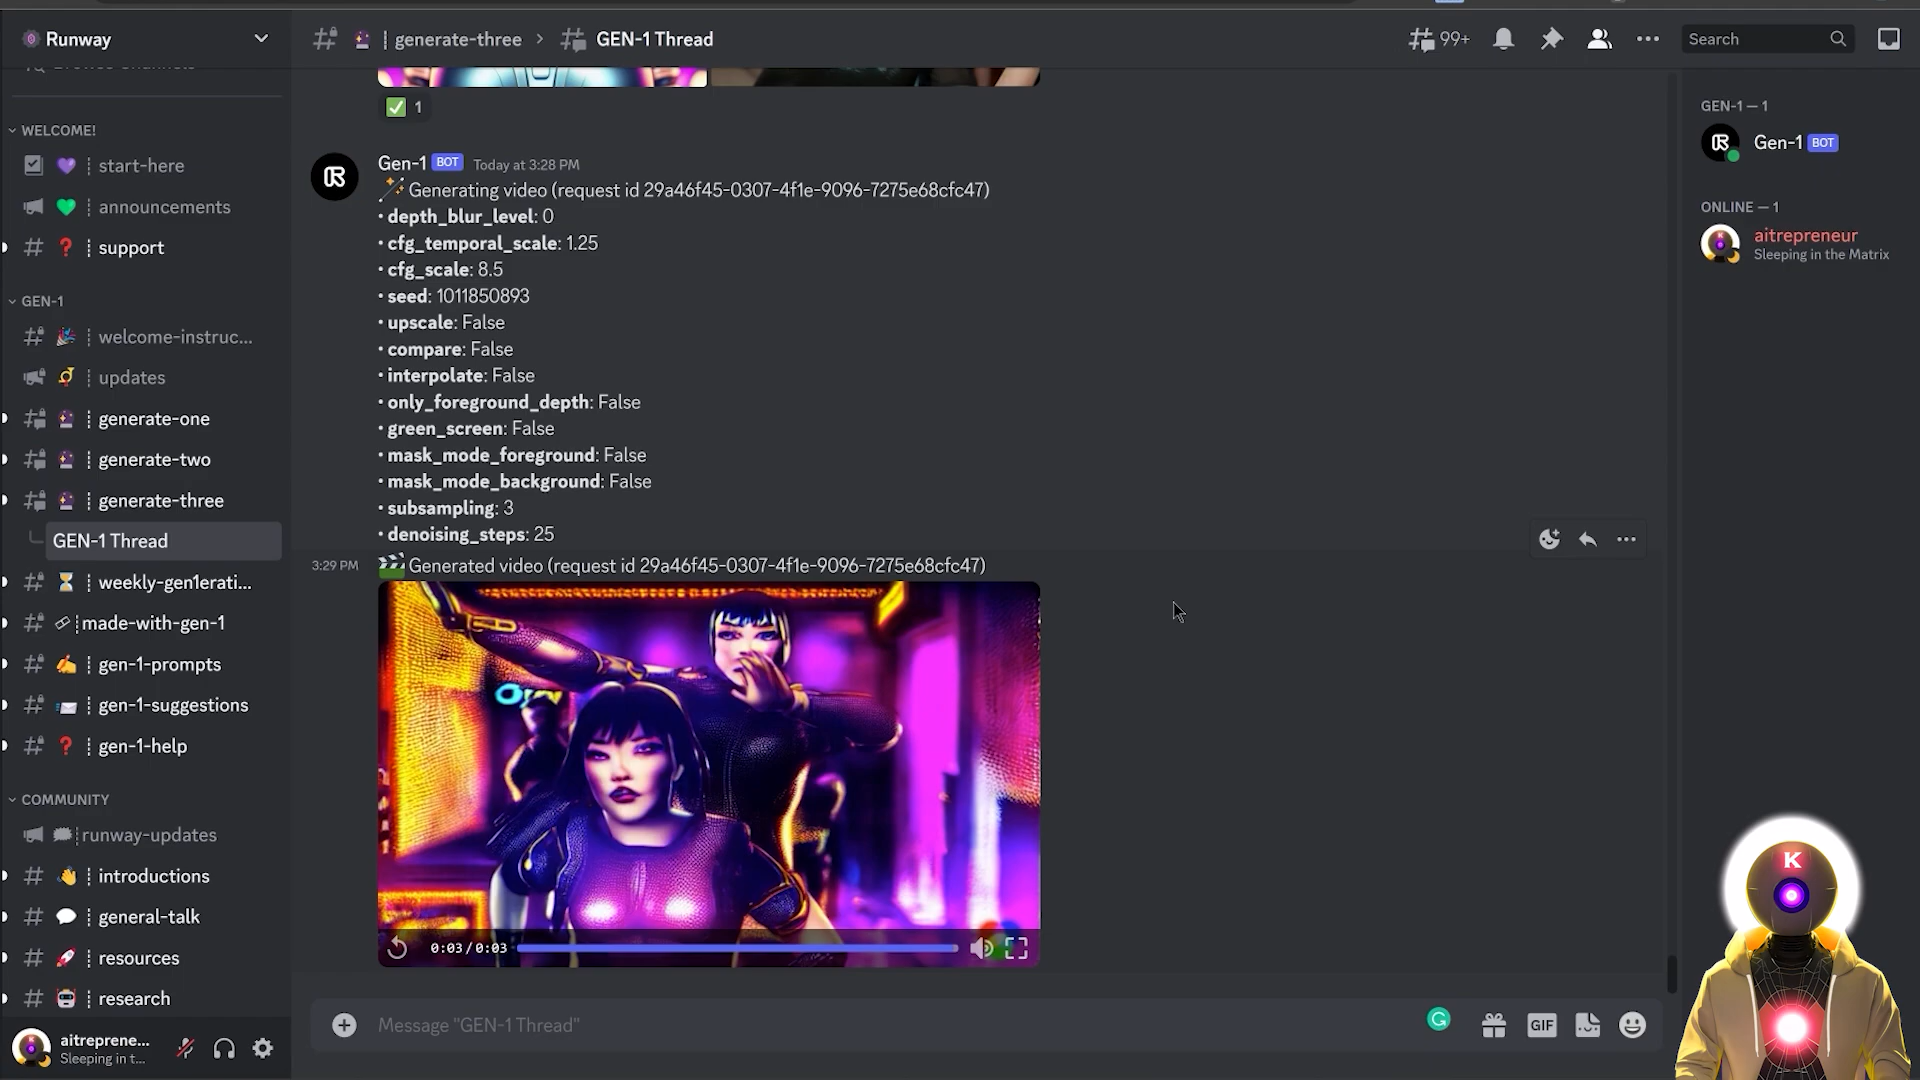 Runway
generate-three > GEN-1 Thread
99+
Search
Browse Channels
WELCOME!
start-here
announcements
support
GEN-1
welcome-instruc...
updates
generate-one
generate-two
generate-three
GEN-1 Thread
weekly-gen1erati...
made-with-gen-1
gen-1-prompts
gen-1-suggestions
gen-1-help
COMMUNITY
runway-updates
introductions
general-talk
resources
research
aitreprene...
Sleeping in t...
1
Gen-1 BOT Today at 3:28 PM
Generating video (request id 29a46f45-0307-4f1e-9096-7275e68cfc47)
• depth_blur_level: 0
• cfg_temporal_scale: 1.25
• cfg_scale: 8.5
• seed: 1011850893
• upscale: False
• compare: False
• interpolate: False
• only_foreground_depth: False
• green_screen: False
• mask_mode_foreground: False
• mask_mode_background: False
• subsampling: 3
• denoising_steps: 25
3:29 PM Generated video (request id 29a46f45-0307-4f1e-9096-7275e68cfc47)
0:03/0:03
Message "GEN-1 Thread"
GIF
GEN-1 — 1
Gen-1 BOT
ONLINE — 1
aitrepreneur
Sleeping in the Matrix
K